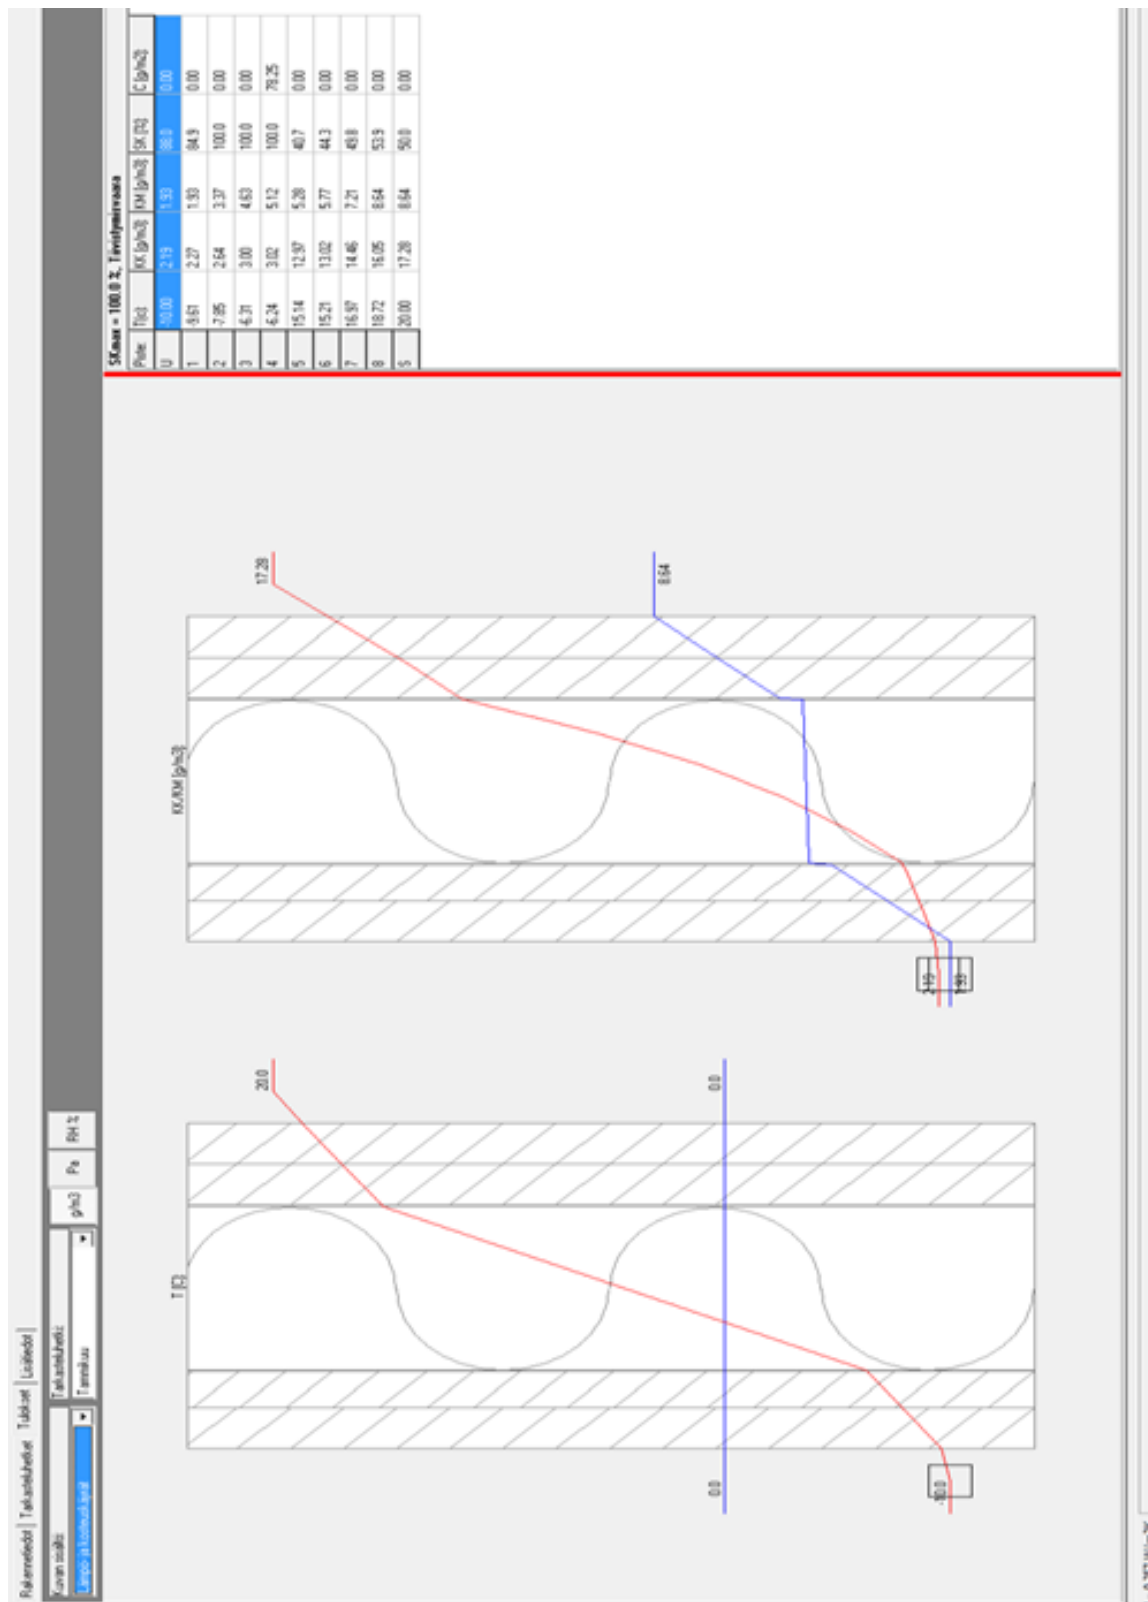 Rakennetiedot Tarkasteluhetket Tulokset Lisätiedot
Kuvan sisältö: Tarkasteluhetki:
Lämpö- ja kosteuskäyrät Tammikuu g/m3 Pa RH %
T [C]
20.0
0.0 0.0
-10.0
KK/KM [g/m3]
17.28
8.64
2.19
1.93
SKmax = 100.0 %, Tiivistymisvaara
Piste: T[c]: KK [g/m3]: KM [g/m3]: SK [%]: C [g/m2]:
U -10.00 2.19 1.93 88.0 0.00
1 -9.61 2.27 1.93 84.9 0.00
2 -7.85 2.64 3.37 100.0 0.00
3 -6.31 3.00 4.63 100.0 0.00
4 -6.24 3.02 5.12 100.0 79.25
5 15.14 12.97 5.28 40.7 0.00
6 15.21 13.02 5.77 44.3 0.00
7 16.97 14.46 7.21 49.8 0.00
8 18.72 16.05 8.64 53.9 0.00
S 20.00 17.28 8.64 50.0 0.00